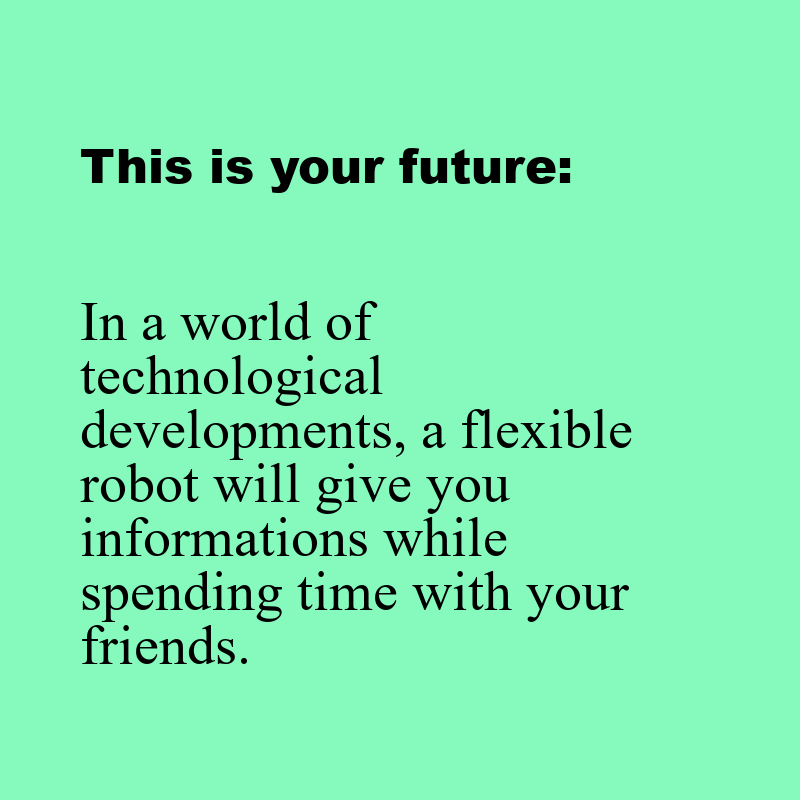 This is your future:
In a world of
technological
developments, a flexible
robot will give you
informations while
spending time with your
friends.